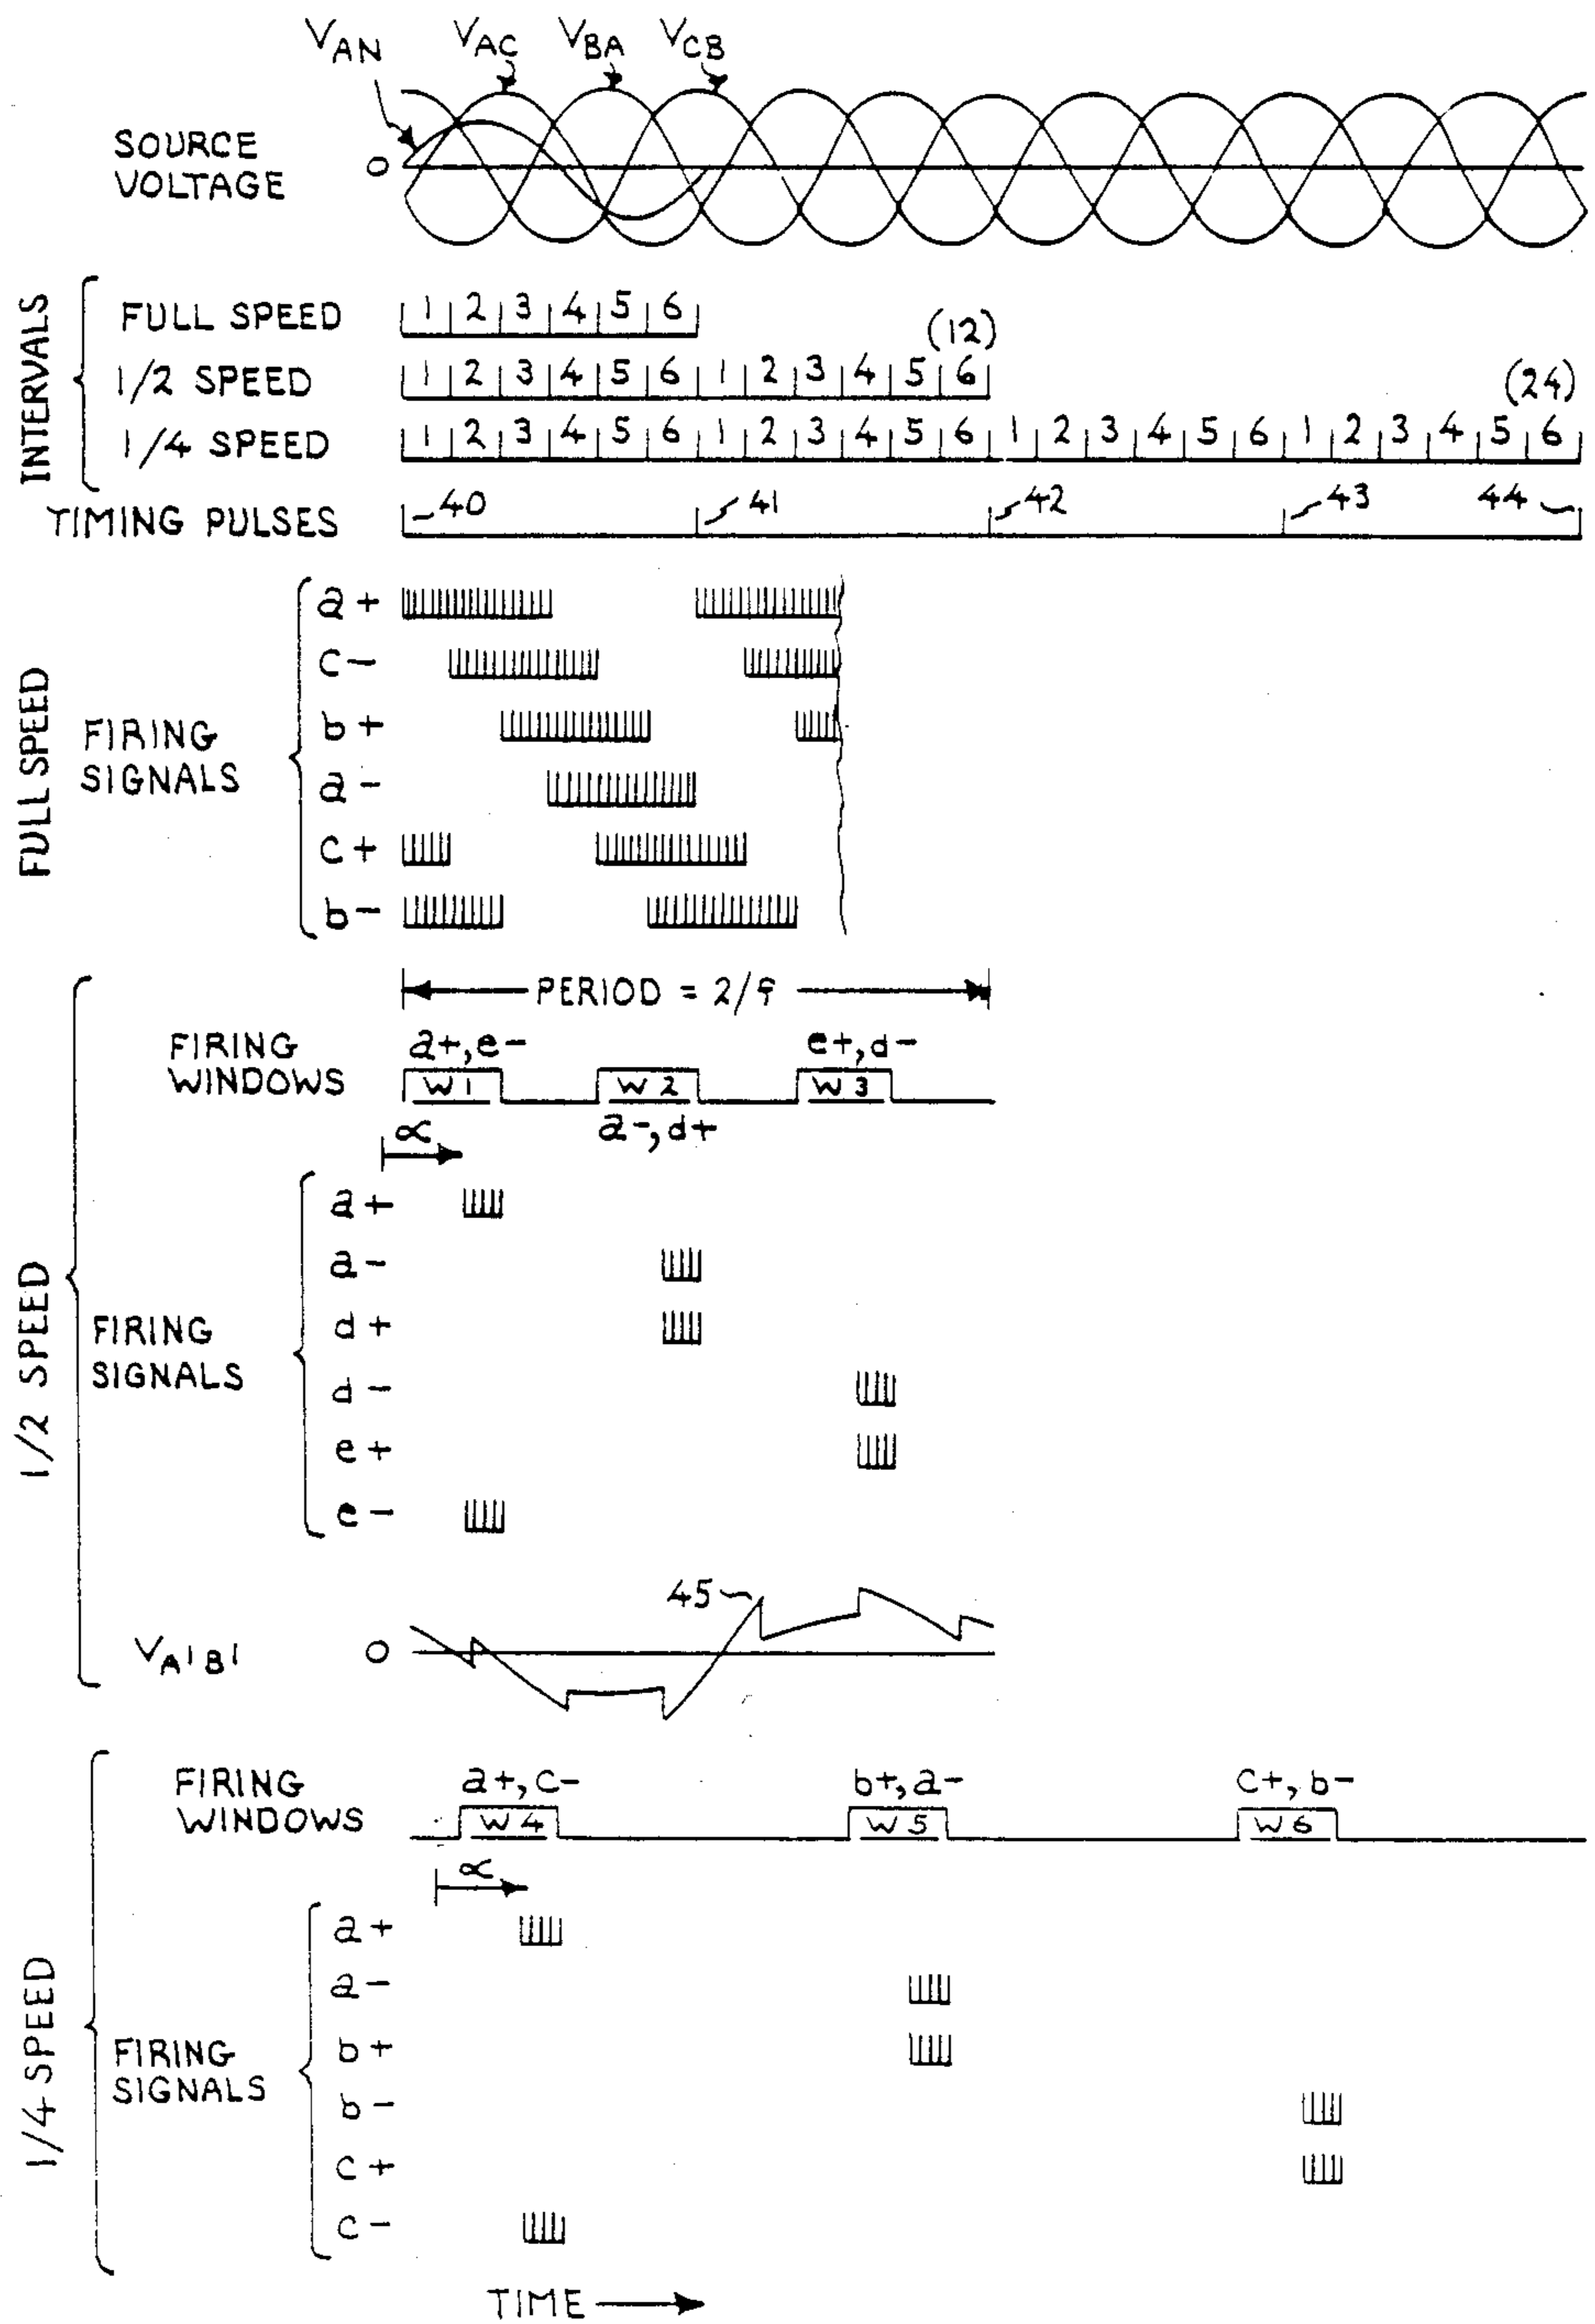 VAN VAC VBA VCB
SOURCE VOLTAGE 0
INTERVALS
FULL SPEED 1 2 3 4 5 6
(12)
1/2 SPEED 1 2 3 4 5 6 1 2 3 4 5 6
(24)
1/4 SPEED 1 2 3 4 5 6 1 2 3 4 5 6 1 2 3 4 5 6 1 2 3 4 5 6
TIMING PULSES 40 41 42 43 44
FULL SPEED
FIRING SIGNALS
a+
c-
b+
a-
c+
b-
1/2 SPEED
PERIOD = 2/f
FIRING WINDOWS
a+, e- e+, d-
W1 W2 W3
a-, d+
α
FIRING SIGNALS
a+
a-
d+
d-
e+
e-
45
VA'B' 0
1/4 SPEED
FIRING WINDOWS
a+, c- b+, a- c+, b-
W4 W5 W6
α
FIRING SIGNALS
a+
a-
b+
b-
c+
c-
TIME